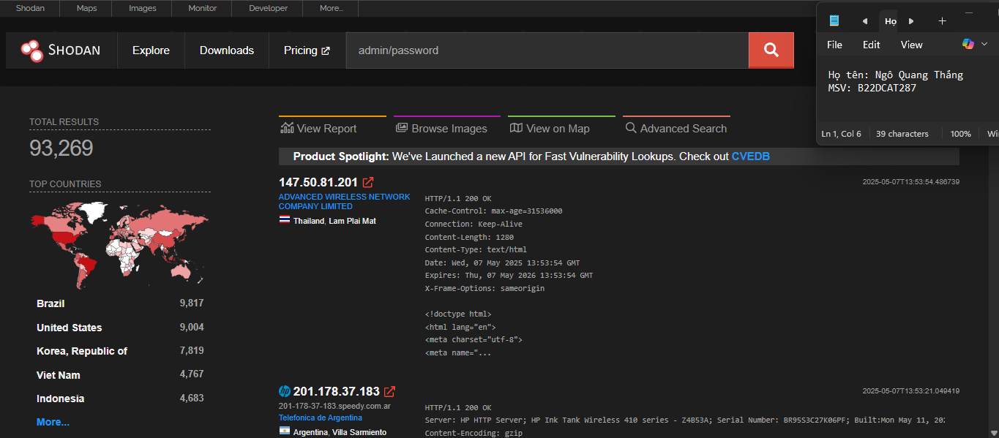 Shodan
Maps
Images
Monitor
Developer
More...
SHODAN
Explore
Downloads
Pricing
admin/password
Họ
File
Edit
View
Họ tên: Ngô Quang Thắng
MSV: B22DCAT287
Ln 1, Col 6
39 characters
100%
TOTAL RESULTS
93,269
TOP COUNTRIES
Brazil 9,817
United States 9,004
Korea, Republic of 7,819
Viet Nam 4,767
Indonesia 4,683
More...
View Report
Browse Images
View on Map
Advanced Search
Product Spotlight: We've Launched a new API for Fast Vulnerability Lookups. Check out CVEDB
147.50.81.201
2025-05-07T13:53:54.486739
ADVANCED WIRELESS NETWORK
COMPANY LIMITED
Thailand, Lam Plai Mat
HTTP/1.1 200 OK
Cache-Control: max-age=31536000
Connection: Keep-Alive
Content-Length: 1280
Content-Type: text/html
Date: Wed, 07 May 2025 13:53:54 GMT
Expires: Thu, 07 May 2026 13:53:54 GMT
X-Frame-Options: sameorigin
<!doctype html>
<html lang="en">
<meta charset="utf-8">
<meta name="...
hp
201.178.37.183
2025-05-07T13:53:21.049419
201-178-37-183.speedy.com.ar
Telefonica de Argentina
Argentina, Villa Sarmiento
HTTP/1.1 200 OK
Server: HP HTTP Server; HP Ink Tank Wireless 410 series - Z4B53A; Serial Number: BR95S3C27K06PF; Built:Mon May 11,
Content-Encoding: gzip